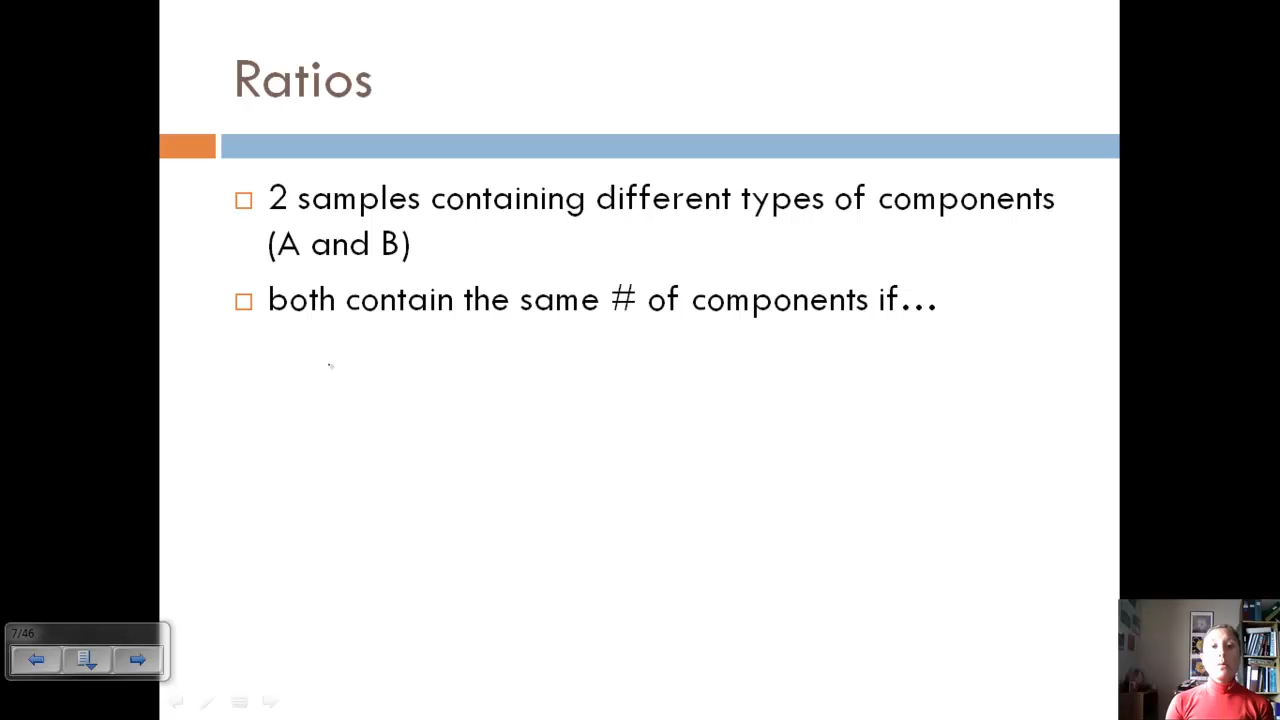 Ratios
2 samples containing different types of components
(A and B)
both contain the same # of components if...
7/46